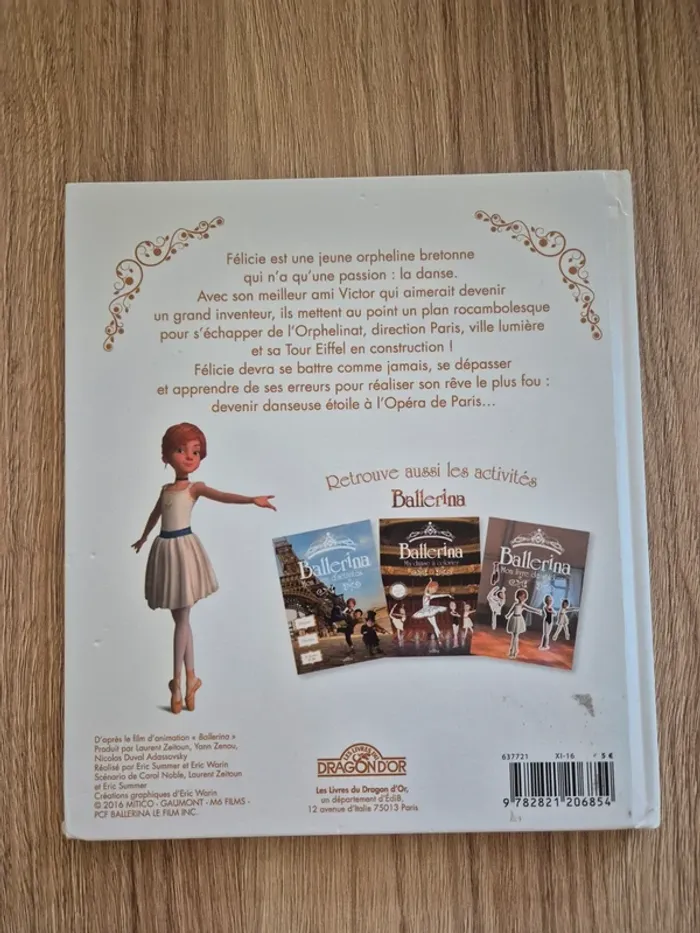 Félicie est une jeune orpheline bretonne
qui n'a qu'une passion : la danse.
Avec son meilleur ami Victor qui aimerait devenir
un grand inventeur, ils mettent au point un plan rocambolesque
pour s'échapper de l'Orphelinat, direction Paris, ville lumière
et sa Tour Eiffel en construction !
Félicie devra se battre comme jamais, se dépasser
et apprendre de ses erreurs pour réaliser son rêve le plus fou :
devenir danseuse étoile à l'Opéra de Paris...
Retrouve aussi les activités
Ballerina
Ballerina
Ballerina
Ballerina
D'après le film d'animation « Ballerina »
Produit par Laurent Zeitoun, Yann Zenou,
Nicolas Duval Adassovsky
Réalisé par Eric Summer et Eric Warin
Scénario de Carol Noble, Laurent Zeitoun
et Eric Summer
Créations graphiques d'Eric Warin
© 2016 MITICO - GAUMONT - M6 FILMS -
PCF BALLERINA LE FILM INC.
LES LIVRES DU
DRAGON D'OR
Les Livres du Dragon d'Or,
un département d'Édi8,
12 avenue d'Italie 75013 Paris
637721 XI-16 5 €
9 782821 206854